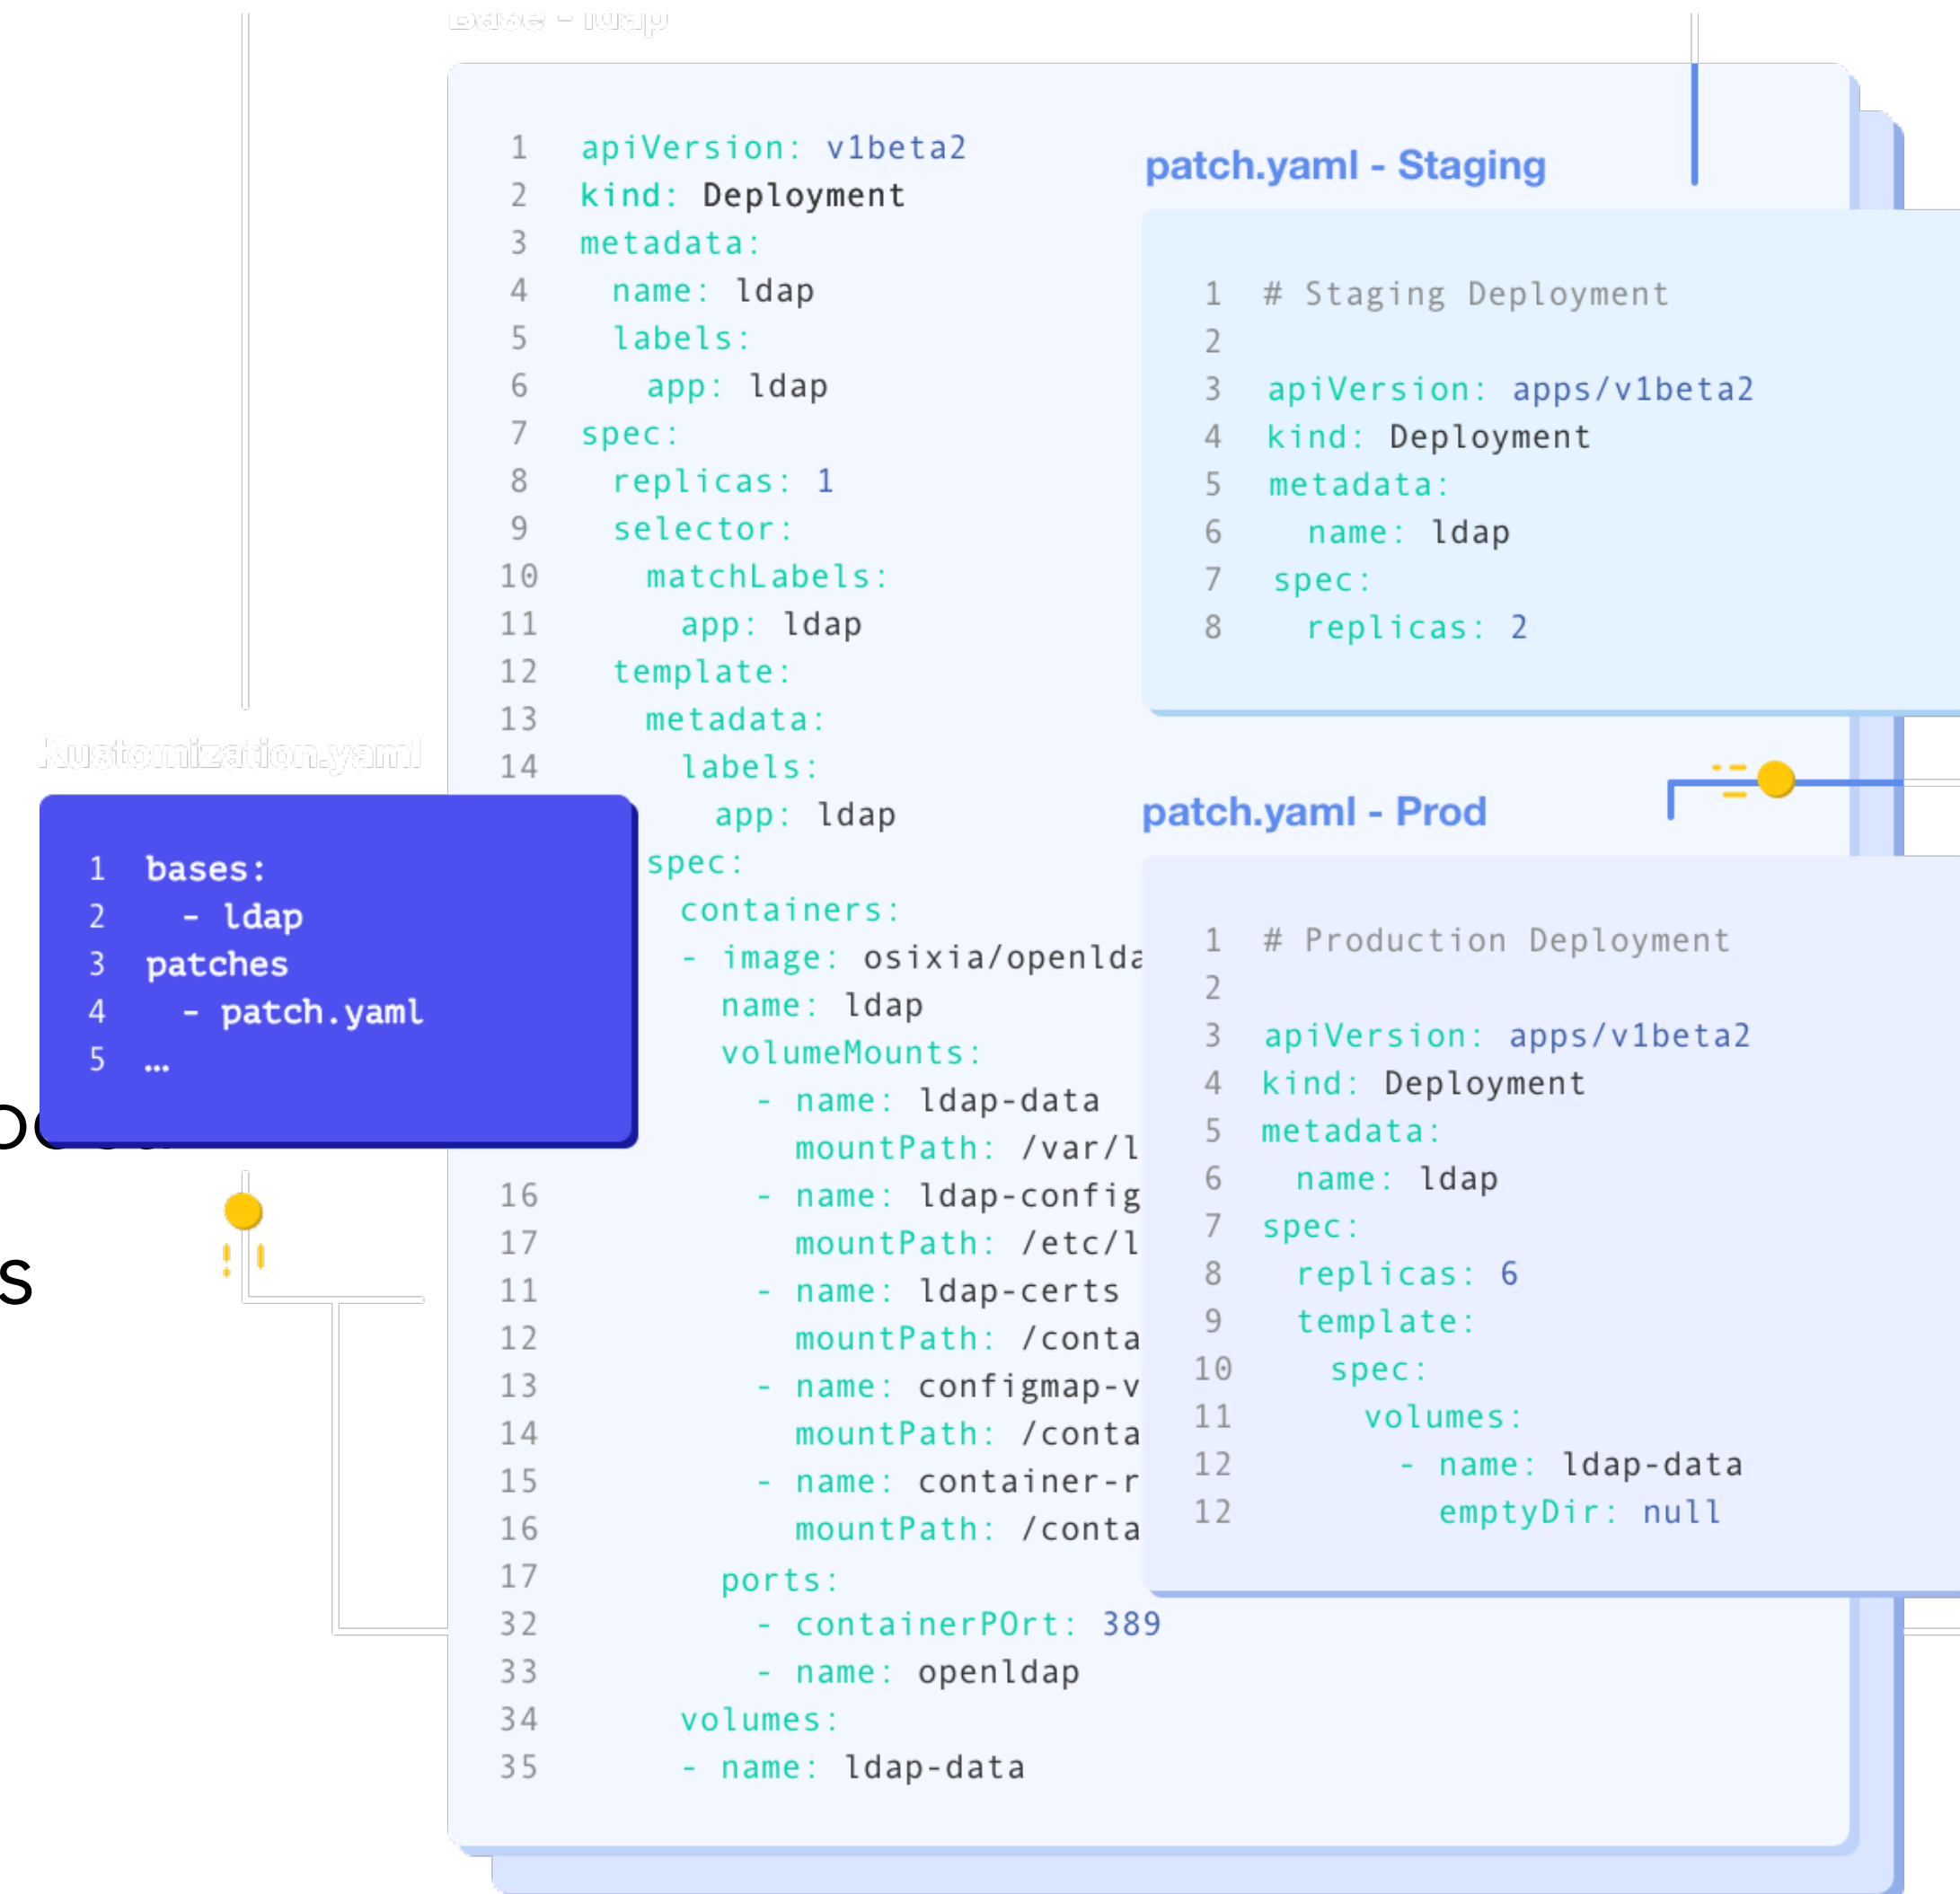 Base - ldap
1 apiVersion: v1beta2
2 kind: Deployment
3 metadata:
4 name: ldap
5 labels:
6 app: ldap
7 spec:
8 replicas: 1
9 selector:
10 matchLabels:
11 app: ldap
12 template:
13 metadata:
14 labels:
app: ldap
spec:
containers:
- image: osixia/openlda
name: ldap
volumeMounts:
- name: ldap-data
mountPath: /var/l
16 - name: ldap-config
17 mountPath: /etc/l
11 - name: ldap-certs
12 mountPath: /conta
13 - name: configmap-v
14 mountPath: /conta
15 - name: container-r
16 mountPath: /conta
17 ports:
32 - containerPOrt: 389
33 - name: openldap
34 volumes:
35 - name: ldap-data
Kustomization.yaml
1 bases:
2 - ldap
3 patches
4 - patch.yaml
5 …
s
patch.yaml - Staging
1 # Staging Deployment
2
3 apiVersion: apps/v1beta2
4 kind: Deployment
5 metadata:
6 name: ldap
7 spec:
8 replicas: 2
patch.yaml - Prod
1 # Production Deployment
2
3 apiVersion: apps/v1beta2
4 kind: Deployment
5 metadata:
6 name: ldap
7 spec:
8 replicas: 6
9 template:
10 spec:
11 volumes:
12 - name: ldap-data
12 emptyDir: null